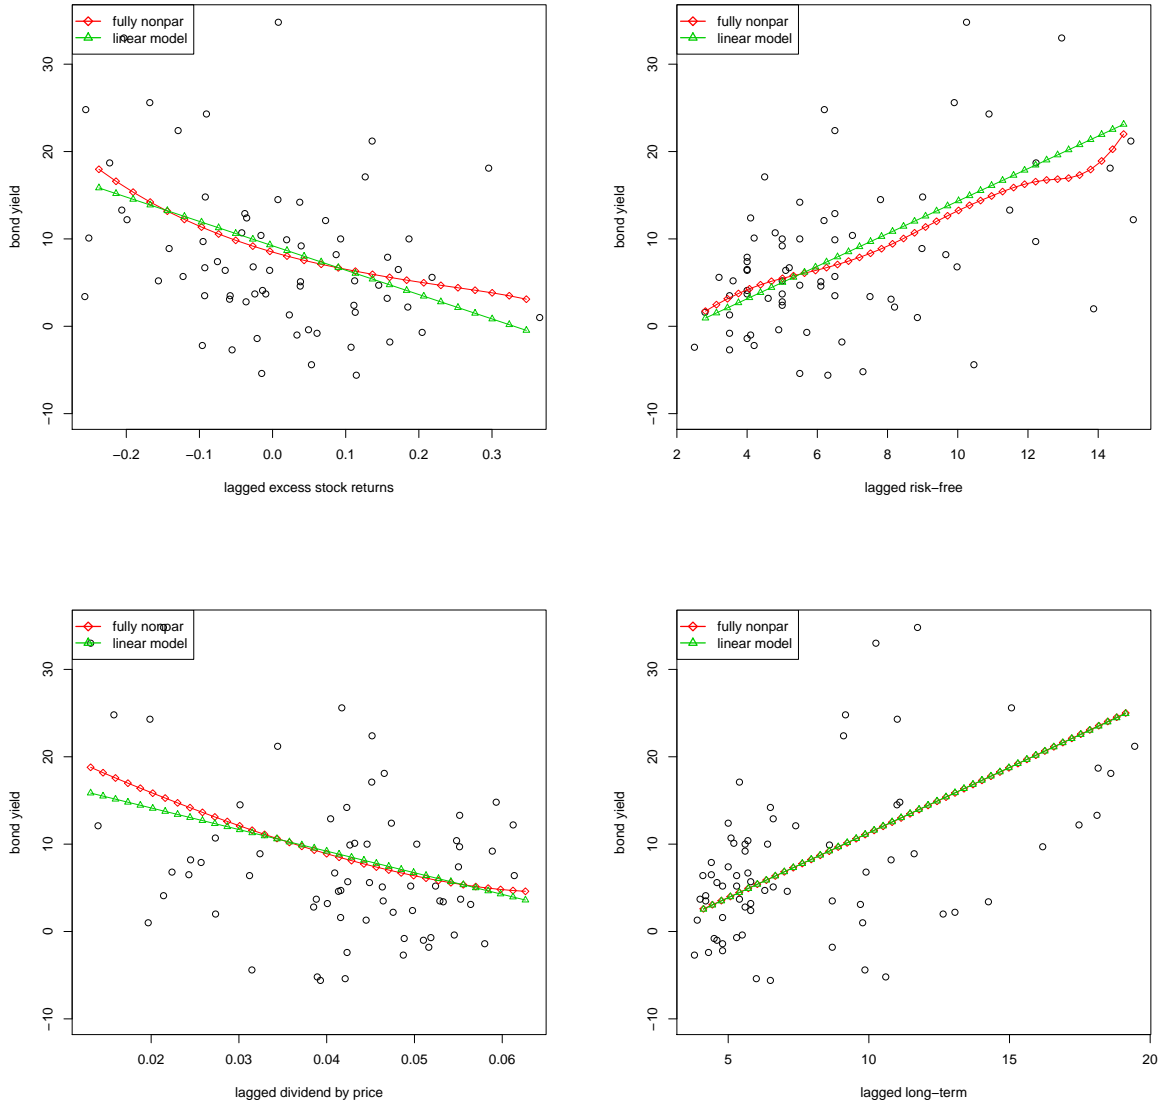 fully nonpar
linear model
bond yield
30
20
10
0
−10
−0.2 −0.1 0.0 0.1 0.2 0.3
lagged excess stock returns
fully nonpar
linear model
bond yield
30
20
10
0
−10
2 4 6 8 10 12 14
lagged risk−free
fully nonpar
linear model
bond yield
30
20
10
0
−10
0.02 0.03 0.04 0.05 0.06
lagged dividend by price
fully nonpar
linear model
bond yield
30
20
10
0
−10
5 10 15 20
lagged long−term